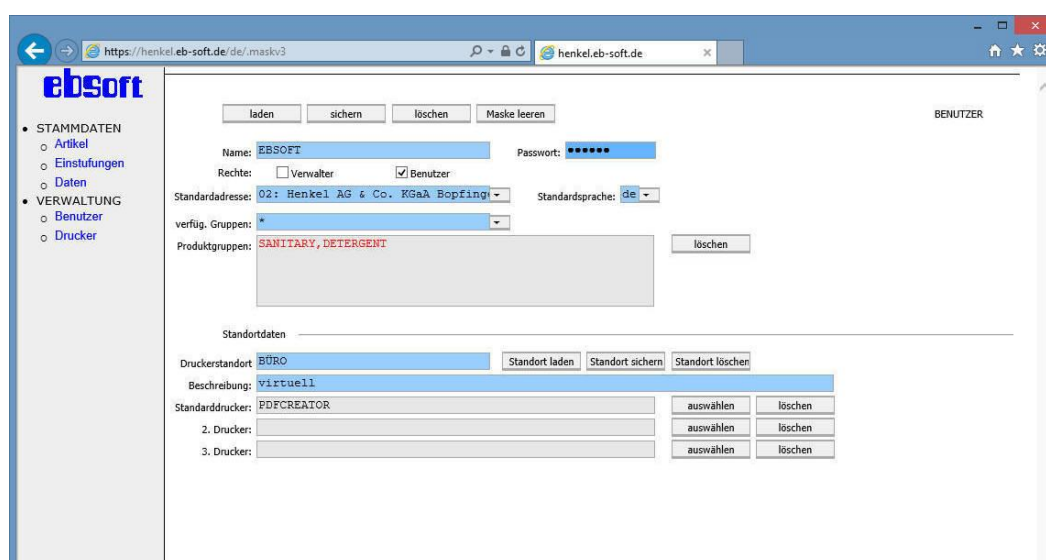 https://henkel.eb-soft.de/de/.maskv3
henkel.eb-soft.de
ebsoft
STAMMDATEN
Artikel
Einstufungen
Daten
VERWALTUNG
Benutzer
Drucker
laden sichern löschen Maske leeren BENUTZER
Name: EBSOFT Passwort: ●●●●●●
Rechte: Verwalter Benutzer
Standardadresse: 02: Henkel AG & Co. KGaA Bopfing Standardsprache: de
verfüg. Gruppen: *
Produktgruppen: SANITARY,DETERGENT löschen
Standortdaten
Druckerstandort BÜRO Standort laden Standort sichern Standort löschen
Beschreibung: virtuell
Standarddrucker: PDFCREATOR auswählen löschen
2. Drucker: auswählen löschen
3. Drucker: auswählen löschen